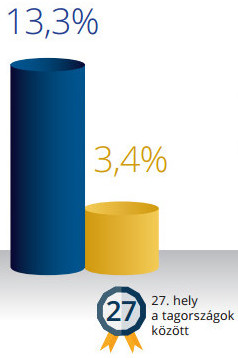 13,3%
3,4%
27
27. hely
a tagországok
között